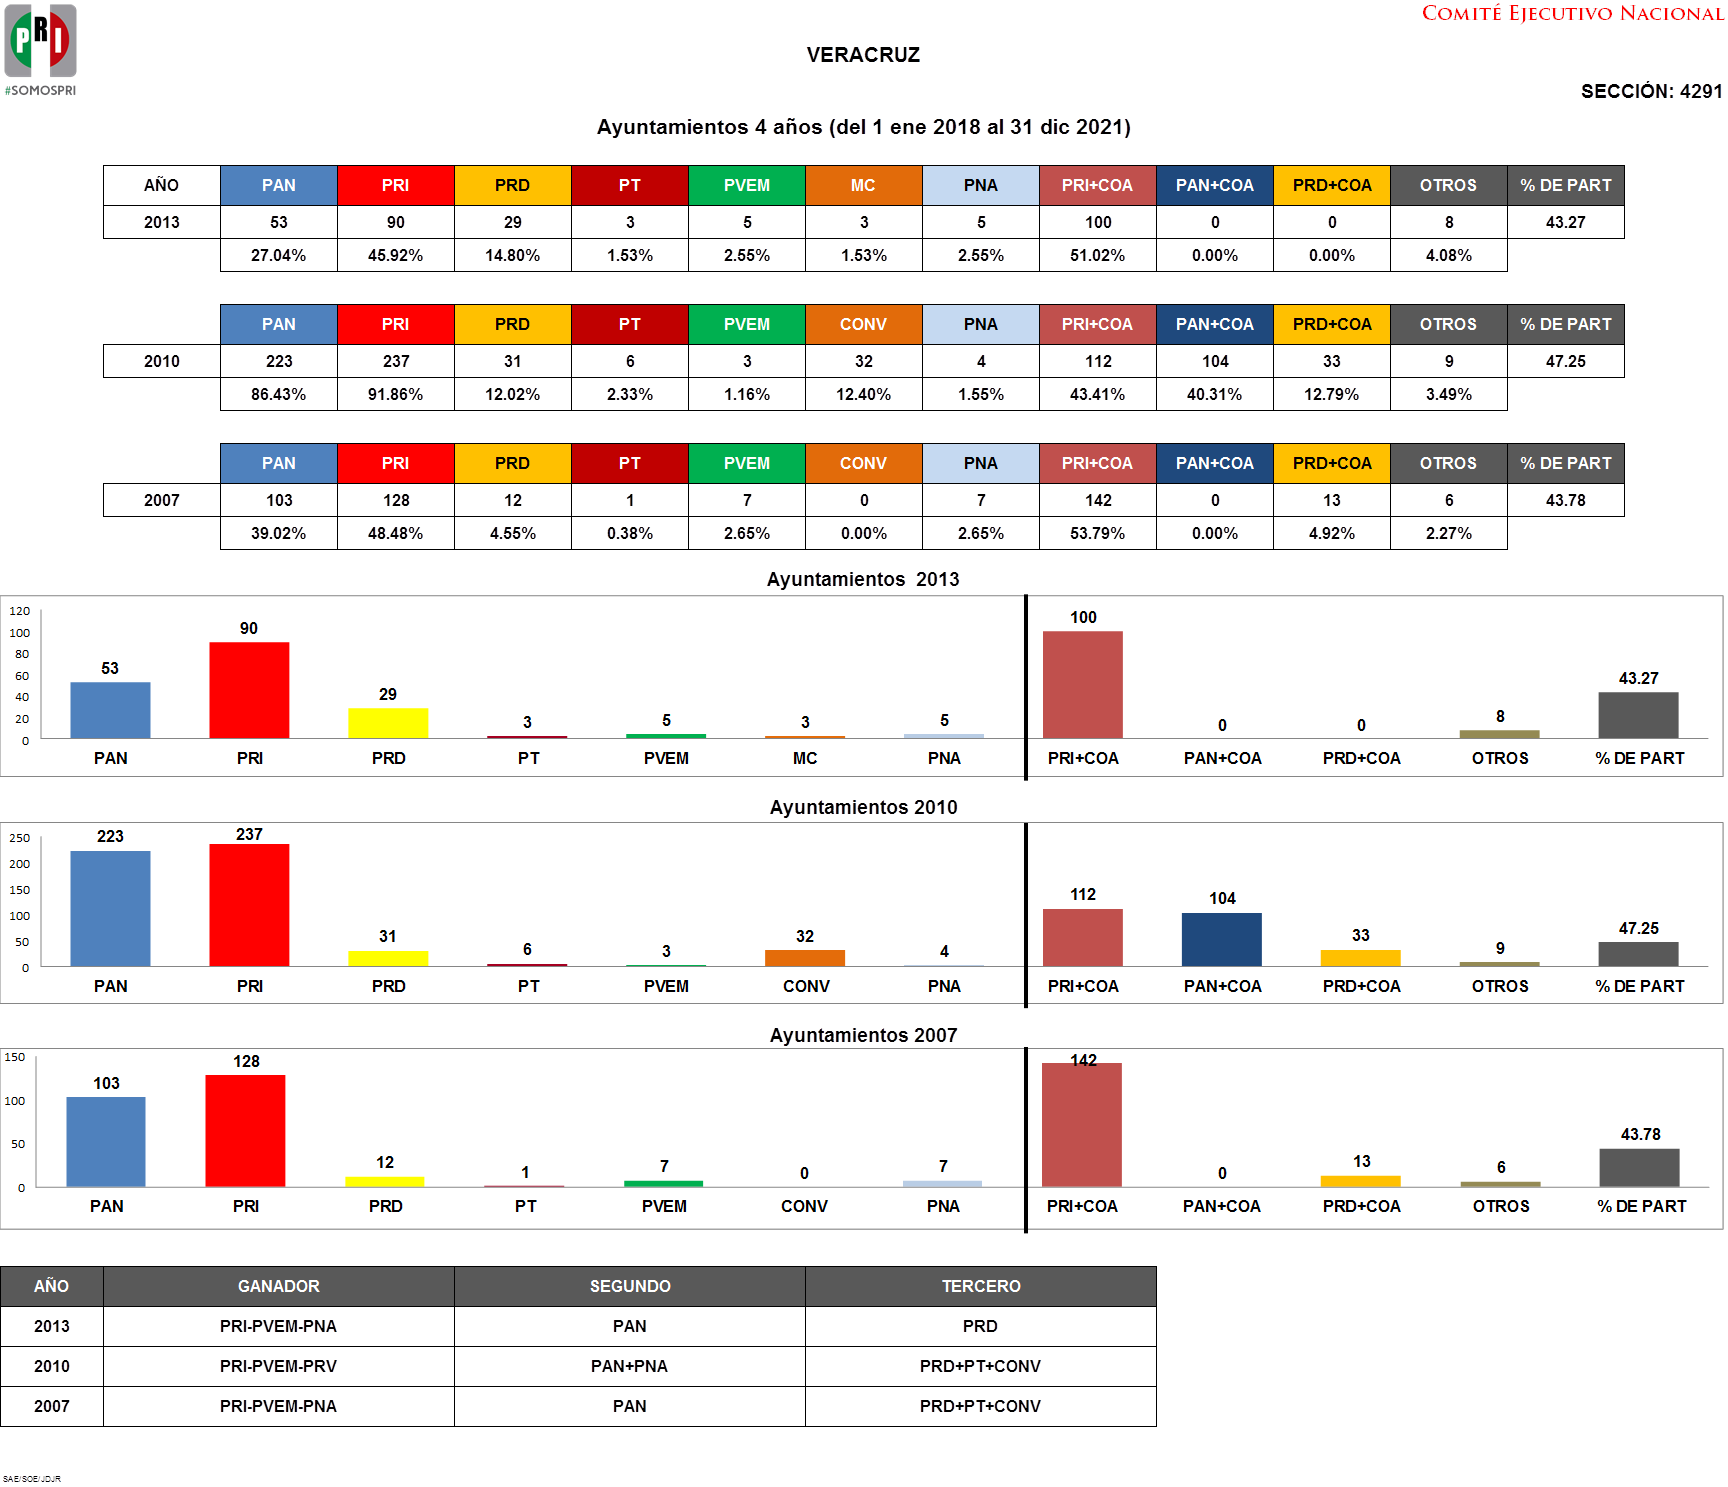 COMITÉ EJECUTIVO NACIONAL
PRI
#SOMOSPRI
VERACRUZ
SECCIÓN: 4291
Ayuntamientos 4 años (del 1 ene 2018 al 31 dic 2021)
AÑO PAN PRI PRD PT PVEM MC PNA PRI+COA PAN+COA PRD+COA OTROS % DE PART
2013 53 90 29 3 5 3 5 100 0 0 8 43.27
27.04% 45.92% 14.80% 1.53% 2.55% 1.53% 2.55% 51.02% 0.00% 0.00% 4.08%
PAN PRI PRD PT PVEM CONV PNA PRI+COA PAN+COA PRD+COA OTROS % DE PART
2010 223 237 31 6 3 32 4 112 104 33 9 47.25
86.43% 91.86% 12.02% 2.33% 1.16% 12.40% 1.55% 43.41% 40.31% 12.79% 3.49%
PAN PRI PRD PT PVEM CONV PNA PRI+COA PAN+COA PRD+COA OTROS % DE PART
2007 103 128 12 1 7 0 7 142 0 13 6 43.78
39.02% 48.48% 4.55% 0.38% 2.65% 0.00% 2.65% 53.79% 0.00% 4.92% 2.27%
Ayuntamientos 2013
120
100
80
60
40
20
0
53 90 29 3 5 3 5 100 0 0 8 43.27
PAN PRI PRD PT PVEM MC PNA PRI+COA PAN+COA PRD+COA OTROS % DE PART
Ayuntamientos 2010
250
200
150
100
50
0
223 237 31 6 3 32 4 112 104 33 9 47.25
PAN PRI PRD PT PVEM CONV PNA PRI+COA PAN+COA PRD+COA OTROS % DE PART
Ayuntamientos 2007
150
100
50
0
103 128 12 1 7 0 7 142 0 13 6 43.78
PAN PRI PRD PT PVEM CONV PNA PRI+COA PAN+COA PRD+COA OTROS % DE PART
AÑO GANADOR SEGUNDO TERCERO
2013 PRI-PVEM-PNA PAN PRD
2010 PRI-PVEM-PRV PAN+PNA PRD+PT+CONV
2007 PRI-PVEM-PNA PAN PRD+PT+CONV
SAE/SOE/JDJR